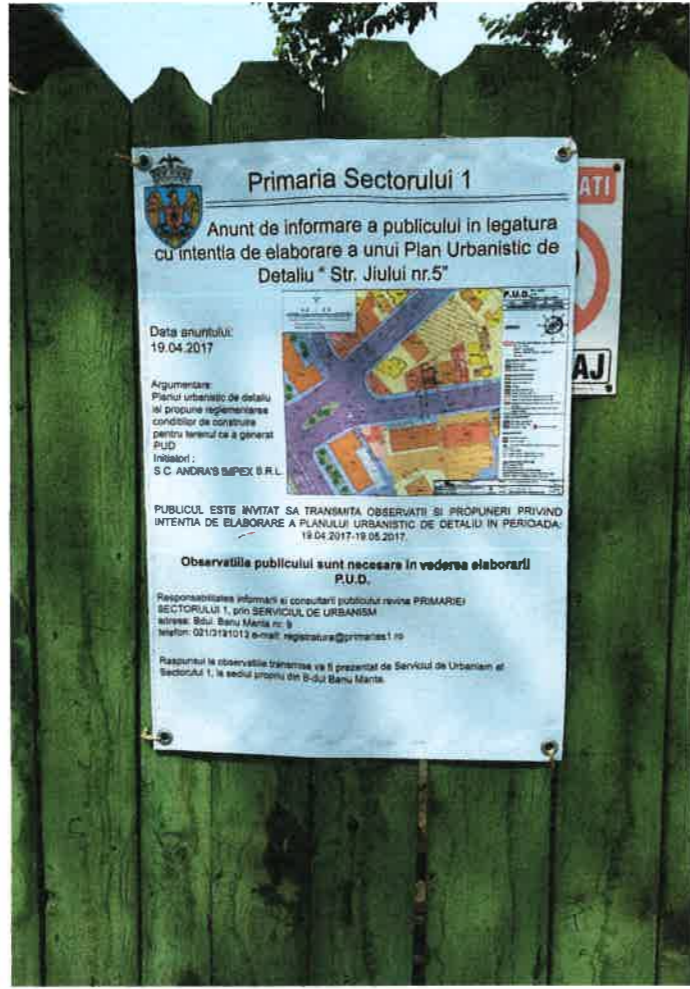 Primaria Sectorului 1
Anunt de informare a publicului in legatura
cu intentia de elaborare a unui Plan Urbanistic de
Detaliu " Str. Jiului nr.5"
P.U.D.
Data anuntului:
19.04.2017
Argumentare:
Planul urbanistic de detaliu
isi propune reglementarea
conditiilor de construire
pentru terenul ce a generat
PUD
Initiatori :
S.C. ANDRA'S IMPEX S.R.L.
PUBLICUL ESTE INVITAT SA TRANSMITA OBSERVATII SI PROPUNERI PRIVIND
INTENTIA DE ELABORARE A PLANULUI URBANISTIC DE DETALIU IN PERIOADA:
19.04.2017-19.05.2017.
Observatiile publicului sunt necesare in vederea elaborarii
P.U.D.
Responsabilitatea informarii si consultarii publicului revine PRIMARIEI
SECTORULUI 1, prin SERVICIUL DE URBANISM
adresa: Bdul. Banu Manta nr. 9
telefon: 021/3191013 e-mail: registratura@primarias1.ro
Raspunsul la observatiile transmise va fi prezentat de Serviciul de Urbanism al
Sectorului 1, la sediul propriu din B-dul Banu Manta.
ATI
AJ